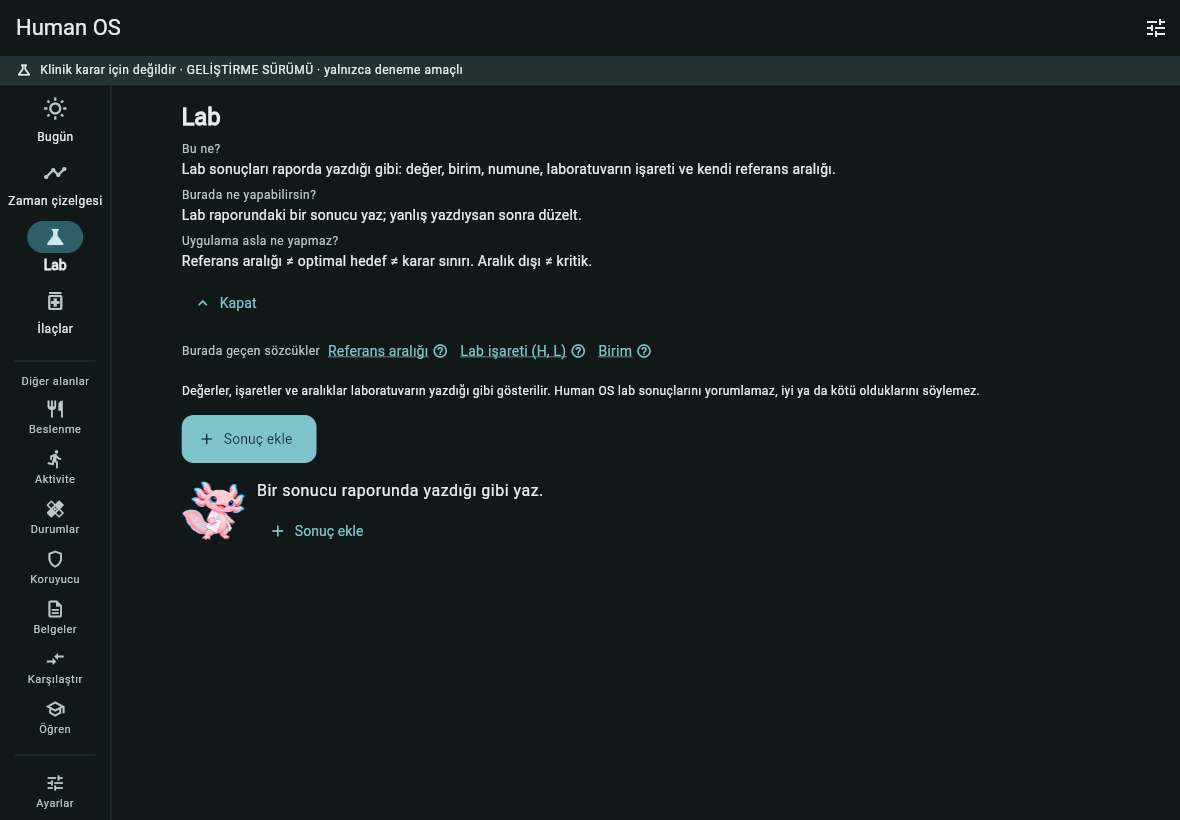 Human OS
Klinik karar için değildir · GELİŞTİRME SÜRÜMÜ · yalnızca deneme amaçlı
Bugün
Zaman çizelgesi
Lab
İlaçlar
Diğer alanlar
Beslenme
Aktivite
Durumlar
Koruyucu
Belgeler
Karşılaştır
Öğren
Ayarlar
Lab
Bu ne?
Lab sonuçları raporda yazdığı gibi: değer, birim, numune, laboratuvarın işareti ve kendi referans aralığı.
Burada ne yapabilirsin?
Lab raporundaki bir sonucu yaz; yanlış yazdıysan sonra düzelt.
Uygulama asla ne yapmaz?
Referans aralığı ≠ optimal hedef ≠ karar sınırı. Aralık dışı ≠ kritik.
Kapat
Burada geçen sözcükler Referans aralığı Lab işareti (H, L) Birim
Değerler, işaretler ve aralıklar laboratuvarın yazdığı gibi gösterilir. Human OS lab sonuçlarını yorumlamaz, iyi ya da kötü olduklarını söylemez.
Sonuç ekle
Bir sonucu raporunda yazdığı gibi yaz.
Sonuç ekle